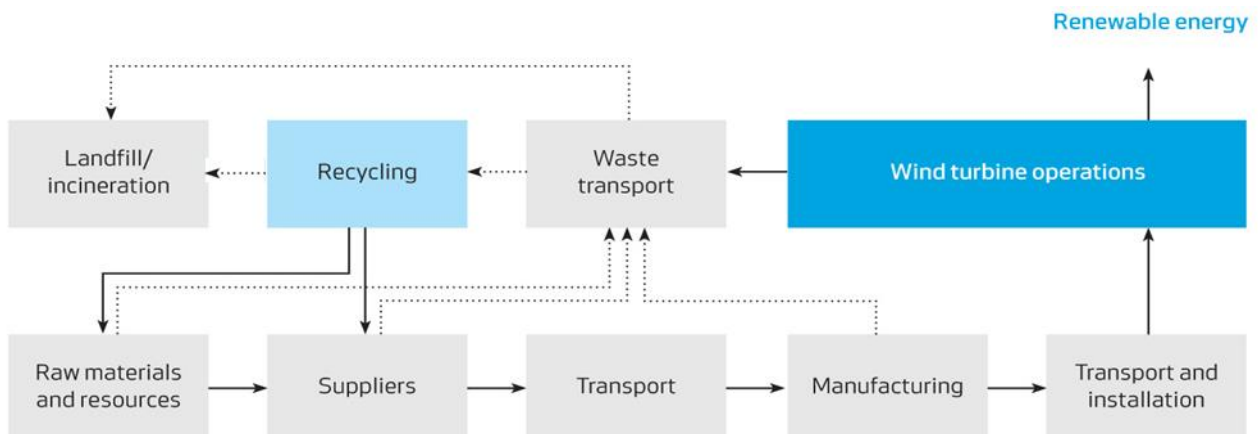 Renewable energy
Landfill/
incineration
Recycling
Waste
transport
Wind turbine operations
Raw materials
and resources
Suppliers
Transport
Manufacturing
Transport and
installation